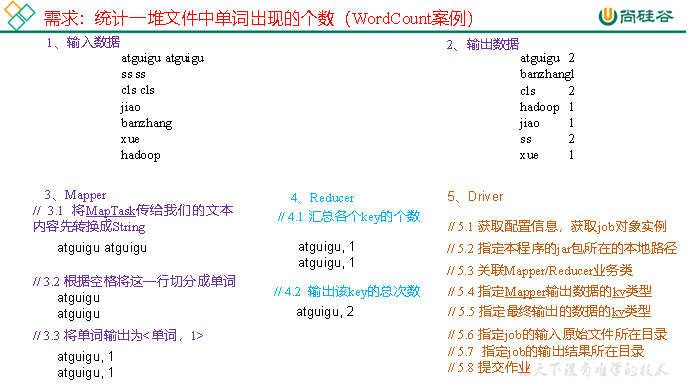 需求：统计一堆文件中单词出现的个数（WordCount案例）
尚硅谷
1、输入数据
atguigu atguigu
ss ss
cls cls
jiao
banzhang
xue
hadoop
2、输出数据
atguigu 2
banzhang1
cls 2
hadoop 1
jiao 1
ss 2
xue 1
3、Mapper
// 3.1 将MapTask传给我们的文本
内容先转换成String
atguigu atguigu
// 3.2 根据空格将这一行切分成单词
atguigu
atguigu
// 3.3 将单词输出为<单词，1>
atguigu, 1
atguigu, 1
4、Reducer
// 4.1 汇总各个key的个数
atguigu, 1
atguigu, 1
// 4.2 输出该key的总次数
atguigu, 2
5、Driver
// 5.1 获取配置信息，获取job对象实例
// 5.2 指定本程序的jar包所在的本地路径
// 5.3 关联Mapper/Reducer业务类
// 5.4 指定Mapper输出数据的kv类型
// 5.5 指定最终输出的数据的kv类型
// 5.6 指定job的输入原始文件所在目录
// 5.7 指定job的输出结果所在目录
// 5.8 提交作业
天下没有难学的技术